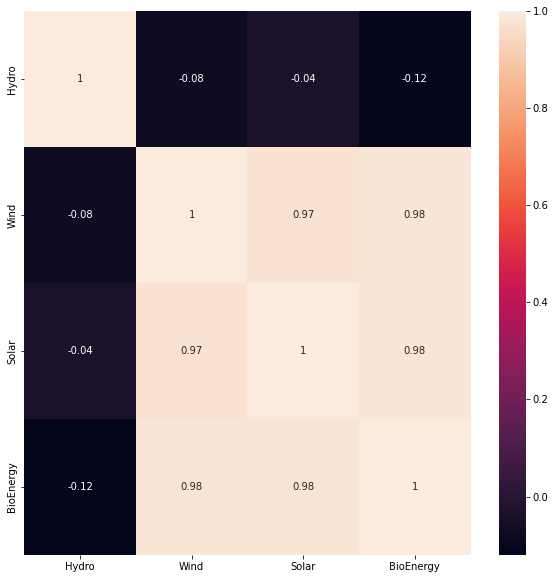 Hydro 1 -0.08 -0.04 -0.12
Wind -0.08 1 0.97 0.98
Solar -0.04 0.97 1 0.98
BioEnergy -0.12 0.98 0.98 1
Hydro Wind Solar BioEnergy
1.0
0.8
0.6
0.4
0.2
0.0